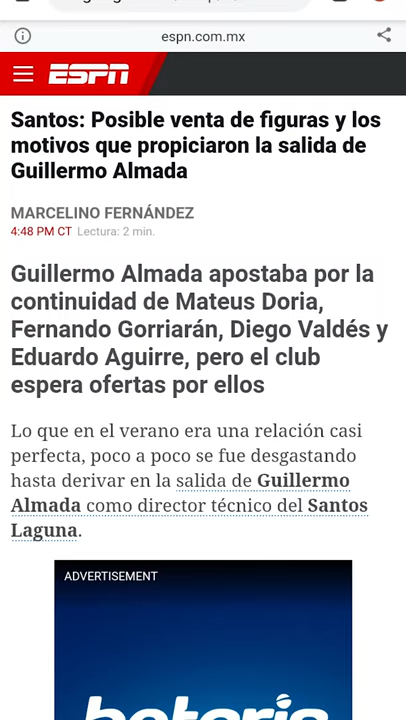 espn.com.mx
ESPN
Santos: Posible venta de figuras y los
motivos que propiciaron la salida de
Guillermo Almada
MARCELINO FERNÁNDEZ
4:48 PM CT Lectura: 2 min.
Guillermo Almada apostaba por la
continuidad de Mateus Doria,
Fernando Gorriarán, Diego Valdés y
Eduardo Aguirre, pero el club
espera ofertas por ellos
Lo que en el verano era una relación casi
perfecta, poco a poco se fue desgastando
hasta derivar en la salida de Guillermo
Almada como director técnico del Santos
Laguna.
ADVERTISEMENT